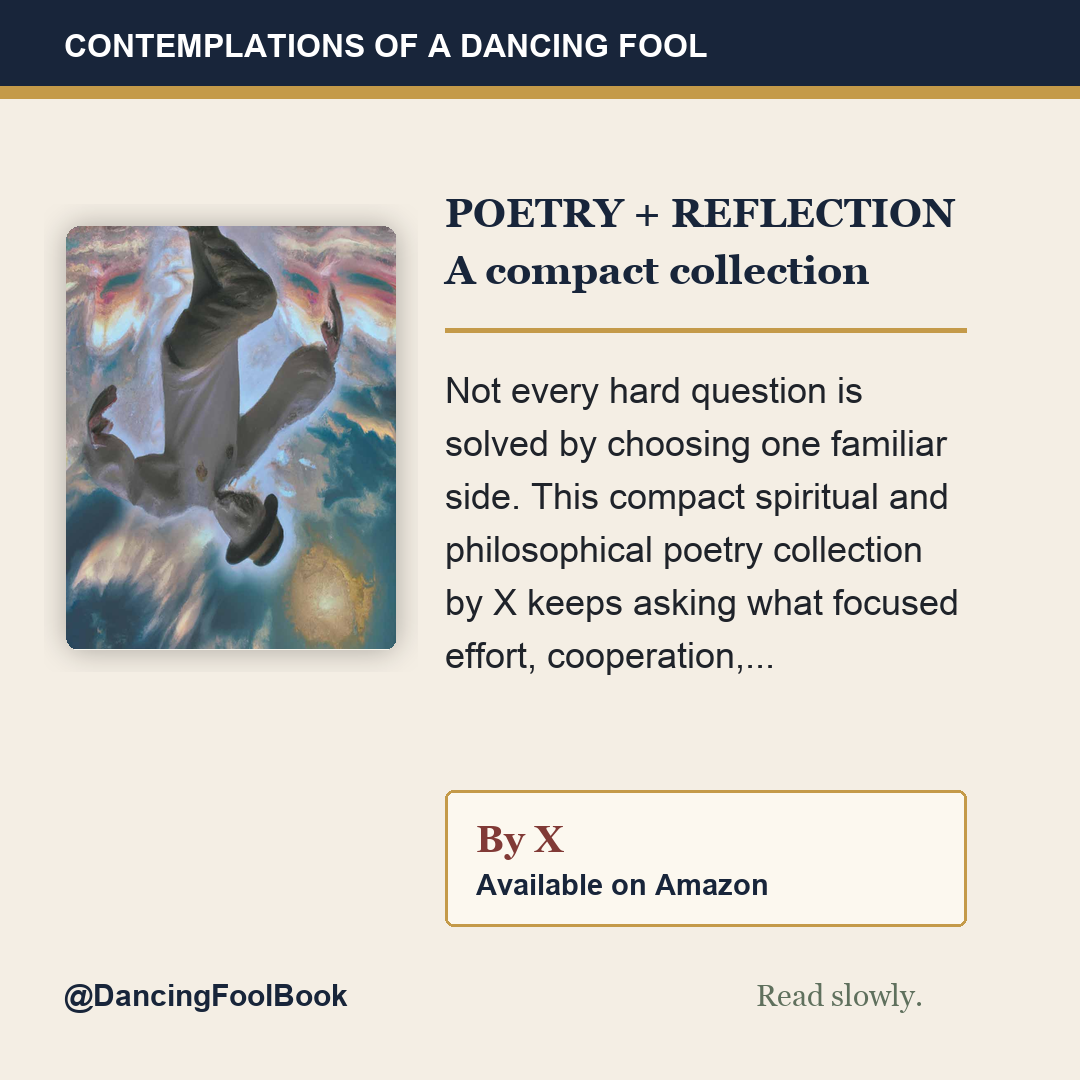 CONTEMPLATIONS OF A DANCING FOOL
POETRY + REFLECTION
A compact collection
Not every hard question is
solved by choosing one familiar
side. This compact spiritual and
philosophical poetry collection
by X keeps asking what focused
effort, cooperation,...
By X
Available on Amazon
@DancingFoolBook
Read slowly.